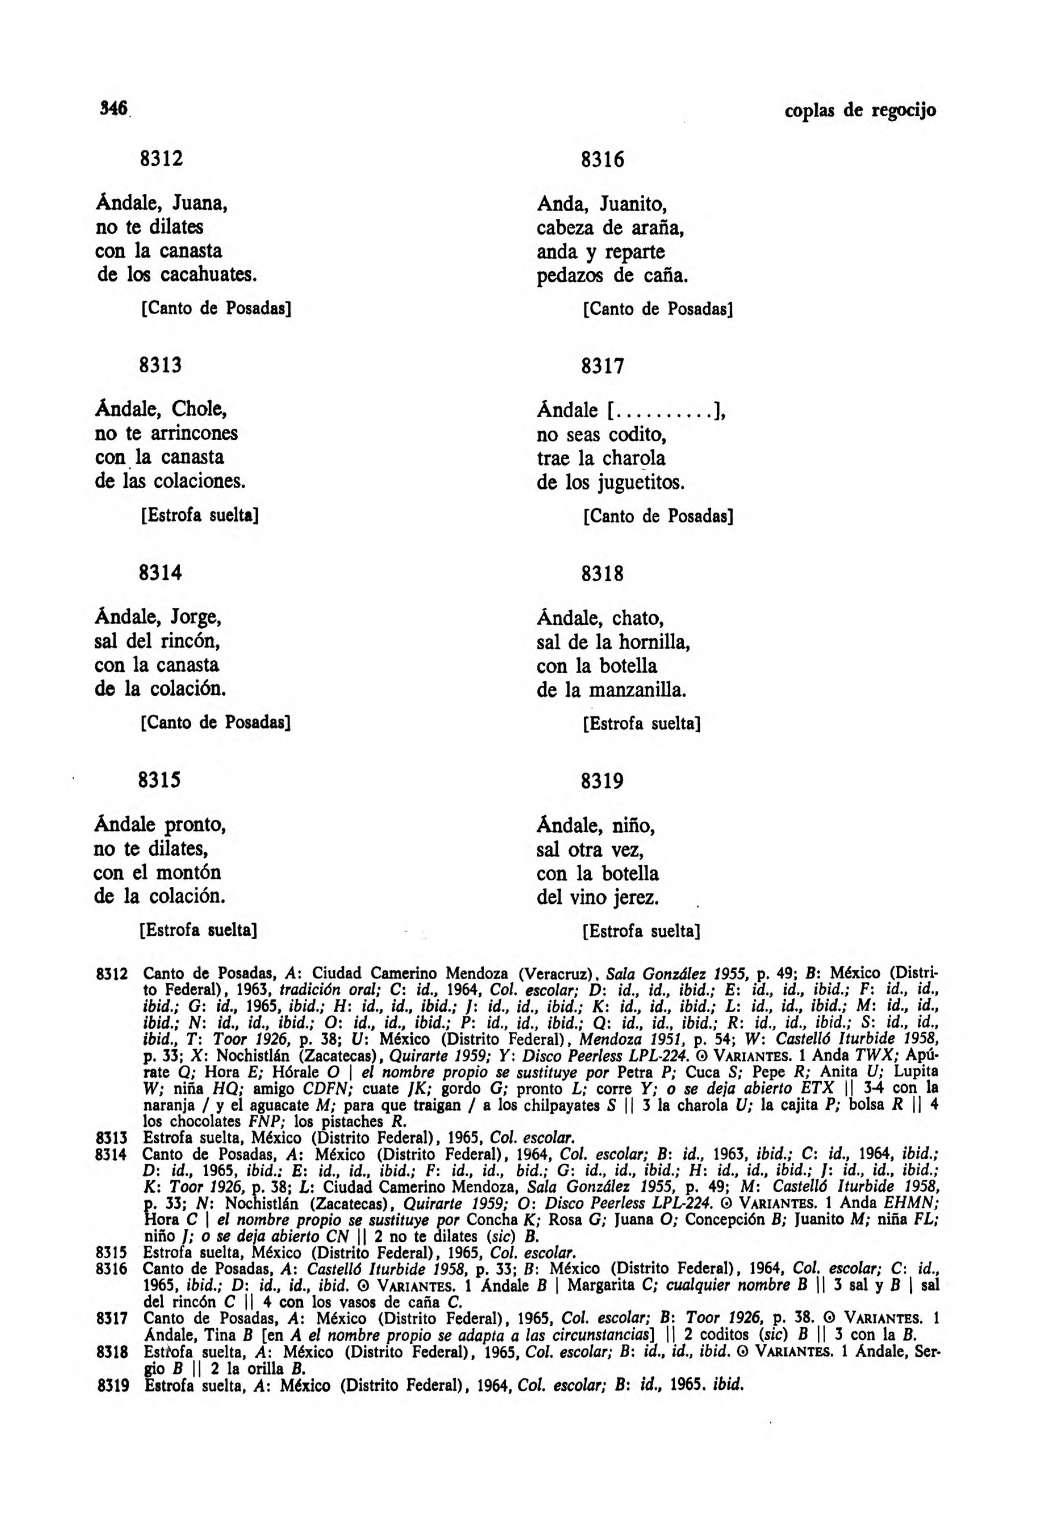 346
coplas de regocijo
8312
Ándale, Juana,
no te dilates
con la canasta
de los cacahuates.
[Canto de Posadas]
8313
Ándale, Chole,
no te arrincones
con la canasta
de las colaciones.
[Estrofa suelta]
8314
Ándale, Jorge,
sal del rincón,
con la canasta
de la colación.
[Canto de Posadas]
8315
Ándale pronto,
no te dilates,
con el montón
de la colación.
[Estrofa suelta]
8316
Anda, Juanito,
cabeza de araña,
anda y reparte
pedazos de caña.
[Canto de Posadas]
8317
Ándale [..........],
no seas codito,
trae la charola
de los juguetitos.
[Canto de Posadas]
8318
Ándale, chato,
sal de la hornilla,
con la botella
de la manzanilla.
[Estrofa suelta]
8319
Ándale, niño,
sal otra vez,
con la botella
del vino jerez.
[Estrofa suelta]
8312 Canto de Posadas, A: Ciudad Camerino Mendoza (Veracruz), Sala González 1955, p. 49; B: México (Distri-
to Federal), 1963, tradición oral; C: id., 1964, Col. escolar; D: id., id., ibid.; E: id., id., ibid.; F: id., id.,
ibid.; G: id., 1965, ibid.; H: id., id., ibid.; J: id., id., ibid.; K: id., id., ibid.; L: id., id., ibid.; M: id., id.,
ibid.; N: id., id., ibid.; O: id., id., ibid.; P: id., id., ibid.; Q: id., id., ibid.; R: id., id., ibid.; S: id., id.,
ibid., T: Toor 1926, p. 38; U: México (Distrito Federal), Mendoza 1951, p. 54; W: Castelló Iturbide 1958,
p. 33; X: Nochistlán (Zacatecas), Quirarte 1959; Y: Disco Peerless LPL-224. ⊙ VARIANTES. 1 Anda TWX; Apú-
rate Q; Hora E; Hórale O | el nombre propio se sustituye por Petra P; Cuca S; Pepe R; Anita U; Lupita
W; niña HQ; amigo CDFN; cuate JK; gordo G; pronto L; corre Y; o se deja abierto ETX || 3-4 con la
naranja / y el aguacate M; para que traigan / a los chilpayates S || 3 la charola U; la cajita P; bolsa R || 4
los chocolates FNP; los pistaches R.
8313 Estrofa suelta, México (Distrito Federal), 1965, Col. escolar.
8314 Canto de Posadas, A: México (Distrito Federal), 1964, Col. escolar; B: id., 1963, ibid.; C: id., 1964, ibid.;
D: id., 1965, ibid.: E: id., id., ibid.; F: id., id., bid.; G: id., id., ibid.; H: id., id., ibid.; J: id., id., ibid.;
K: Toor 1926, p. 38; L: Ciudad Camerino Mendoza, Sala González 1955, p. 49; M: Castelló Iturbide 1958,
p. 33; N: Nochistlán (Zacatecas), Quirarte 1959; O: Disco Peerless LPL-224. ⊙ VARIANTES. 1 Anda EHMN;
Hora C | el nombre propio se sustituye por Concha K; Rosa G; Juana O; Concepción B; Juanito M; niña FL;
niño J; o se deja abierto CN || 2 no te dilates (sic) B.
8315 Estrofa suelta, México (Distrito Federal), 1965, Col. escolar.
8316 Canto de Posadas, A: Castelló Iturbide 1958, p. 33; B: México (Distrito Federal), 1964, Col. escolar; C: id.,
1965, ibid.; D: id., id., ibid. ⊙ VARIANTES. 1 Ándale B | Margarita C; cualquier nombre B || 3 sal y B | sal
del rincón C || 4 con los vasos de caña C.
8317 Canto de Posadas, A: México (Distrito Federal), 1965, Col. escolar; B: Toor 1926, p. 38. ⊙ VARIANTES. 1
Ándale, Tina B [en A el nombre propio se adapta a las circunstancias] || 2 coditos (sic) B || 3 con la B.
8318 Estrofa suelta, A: México (Distrito Federal), 1965, Col. escolar; B: id., id., ibid. ⊙ VARIANTES. 1 Ándale, Ser-
gio B || 2 la orilla B.
8319 Estrofa suelta, A: México (Distrito Federal), 1964, Col. escolar; B: id., 1965. ibid.